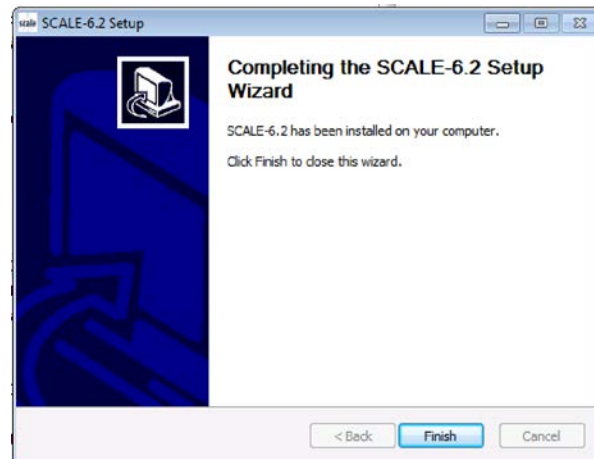 scale SCALE-6.2 Setup
Completing the SCALE-6.2 Setup
Wizard
SCALE-6.2 has been installed on your computer.
Click Finish to close this wizard.
< Back Finish Cancel